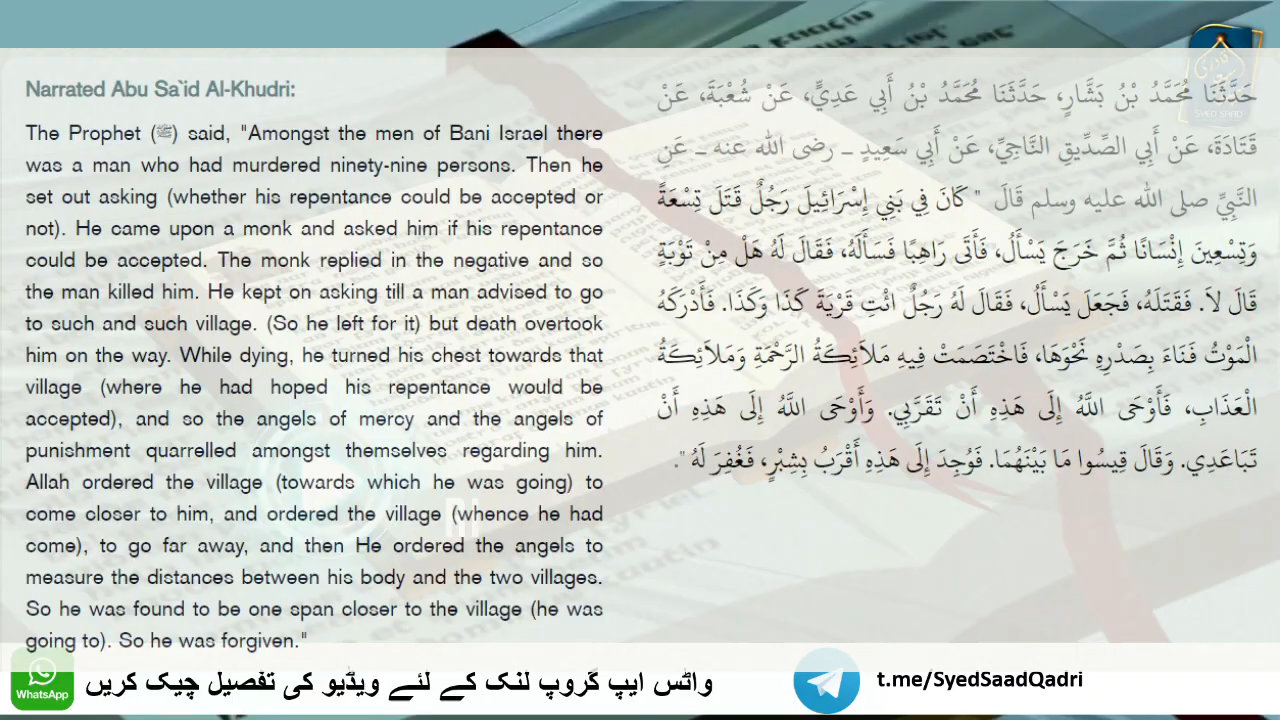 Narrated Abu Sa`id Al-Khudri:
The Prophet (ﷺ) said, "Amongst the men of Bani Israel there
was a man who had murdered ninety-nine persons. Then he
set out asking (whether his repentance could be accepted or
not). He came upon a monk and asked him if his repentance
could be accepted. The monk replied in the negative and so
the man killed him. He kept on asking till a man advised to go
to such and such village. (So he left for it) but death overtook
him on the way. While dying, he turned his chest towards that
village (where he had hoped his repentance would be
accepted), and so the angels of mercy and the angels of
punishment quarrelled amongst themselves regarding him.
Allah ordered the village (towards which he was going) to
come closer to him, and ordered the village (whence he had
come), to go far away, and then He ordered the angels to
measure the distances between his body and the two villages.
So he was found to be one span closer to the village (he was
going to). So he was forgiven."
حَدَّثَنَا مُحَمَّدُ بْنُ بَشَّارٍ، حَدَّثَنَا مُحَمَّدُ بْنُ أَبِي عَدِيٍّ، عَنْ شُعْبَةَ، عَنْ
قَتَادَةَ، عَنْ أَبِي الصِّدِّيقِ النَّاجِيِّ، عَنْ أَبِي سَعِيدٍ ـ رضى الله عنه ـ عَنِ
النَّبِيِّ صلى الله عليه وسلم قَالَ " كَانَ فِي بَنِي إِسْرَائِيلَ رَجُلٌ قَتَلَ تِسْعَةً
وَتِسْعِينَ إِنْسَانًا ثُمَّ خَرَجَ يَسْأَلُ، فَأَتَى رَاهِبًا فَسَأَلَهُ، فَقَالَ لَهُ هَلْ مِنْ تَوْبَةٍ
قَالَ لاَ. فَقَتَلَهُ، فَجَعَلَ يَسْأَلُ، فَقَالَ لَهُ رَجُلٌ ائْتِ قَرْيَةَ كَذَا وَكَذَا. فَأَدْرَكَهُ
الْمَوْتُ فَنَاءَ بِصَدْرِهِ نَحْوَهَا، فَاخْتَصَمَتْ فِيهِ مَلاَئِكَةُ الرَّحْمَةِ وَمَلاَئِكَةُ
الْعَذَابِ، فَأَوْحَى اللَّهُ إِلَى هَذِهِ أَنْ تَقَرَّبِي. وَأَوْحَى اللَّهُ إِلَى هَذِهِ أَنْ
تَبَاعَدِي. وَقَالَ قِيسُوا مَا بَيْنَهُمَا. فَوُجِدَ إِلَى هَذِهِ أَقْرَبُ بِشِبْرٍ، فَغُفِرَ لَهُ ".
SYED SAAD
WhatsApp
واٹس ایپ گروپ لنک کے لئے ویڈیو کی تفصیل چیک کریں
t.me/SyedSaadQadri